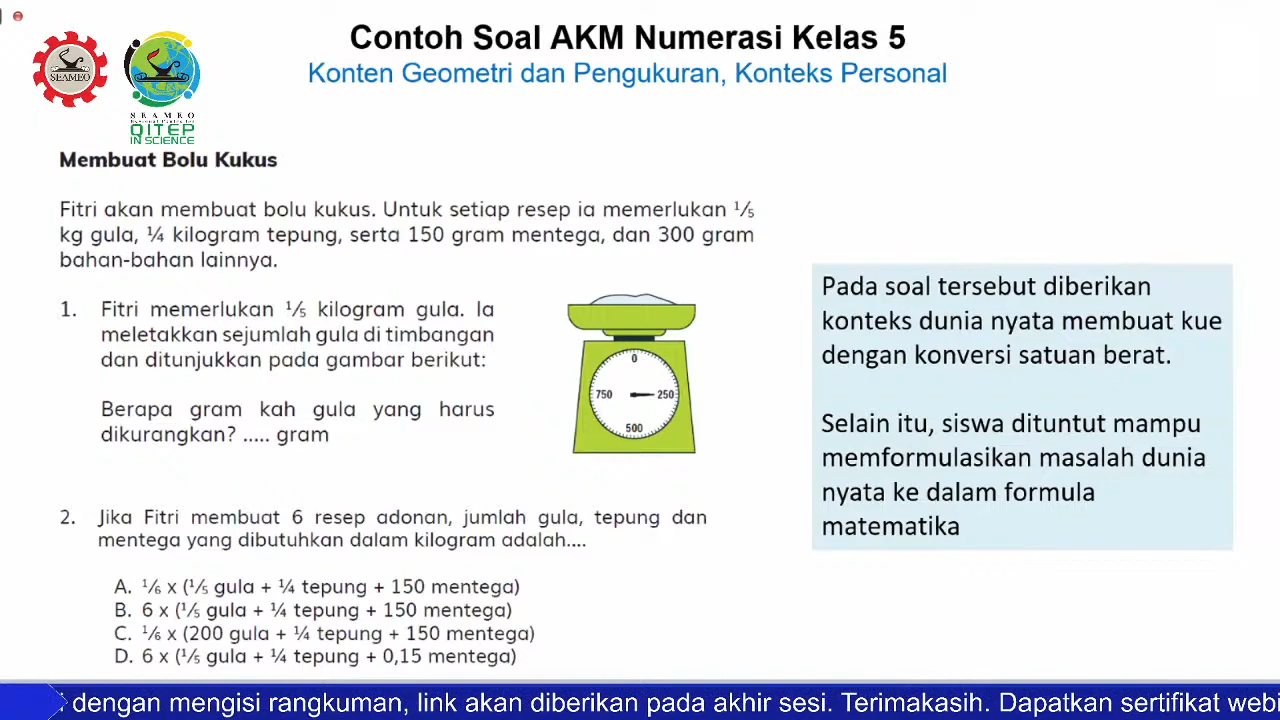 Contoh Soal AKM Numerasi Kelas 5
Konten Geometri dan Pengukuran, Konteks Personal
SEAMEO
SEAMEO
QITEP
IN SCIENCE
Membuat Bolu Kukus
Fitri akan membuat bolu kukus. Untuk setiap resep ia memerlukan ⅕
kg gula, ¼ kilogram tepung, serta 150 gram mentega, dan 300 gram
bahan-bahan lainnya.
1. Fitri memerlukan ⅕ kilogram gula. Ia
meletakkan sejumlah gula di timbangan
dan ditunjukkan pada gambar berikut:
Berapa gram kah gula yang harus
dikurangkan? ..... gram
0
750
250
500
2. Jika Fitri membuat 6 resep adonan, jumlah gula, tepung dan
mentega yang dibutuhkan dalam kilogram adalah....
A. ⅙ x (⅕ gula + ¼ tepung + 150 mentega)
B. 6 x (⅕ gula + ¼ tepung + 150 mentega)
C. ⅙ x (200 gula + ¼ tepung + 150 mentega)
D. 6 x (⅕ gula + ¼ tepung + 0,15 mentega)
Pada soal tersebut diberikan
konteks dunia nyata membuat kue
dengan konversi satuan berat.
Selain itu, siswa dituntut mampu
memformulasikan masalah dunia
nyata ke dalam formula
matematika
i dengan mengisi rangkuman, link akan diberikan pada akhir sesi. Terimakasih. Dapatkan sertifikat webi